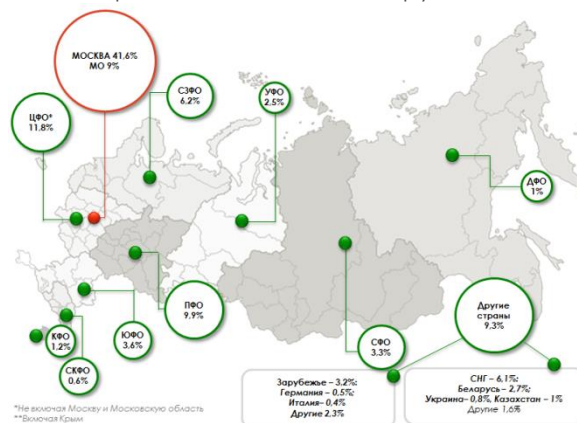 МОСКВА 41,6%
МО 9%
СЗФО
6.2%
УФО
2.5%
ЦФО*
11.8%
ДФО
1%
ПФО
9.9%
Другие
страны
9.3%
КФО
1,2%
ЮФО
3.6%
СФО
3.3%
СКФО
0,6%
Зарубежье – 3,2%:
Германия – 0,5%;
Италия– 0,4%
Другие 2,3%
СНГ – 6,1%:
Беларусь – 2,7%;
Украина– 0,8%, Казахстан – 1%
Другие 1,6%
*Не включая Москву и Московскую область
**Включая Крым